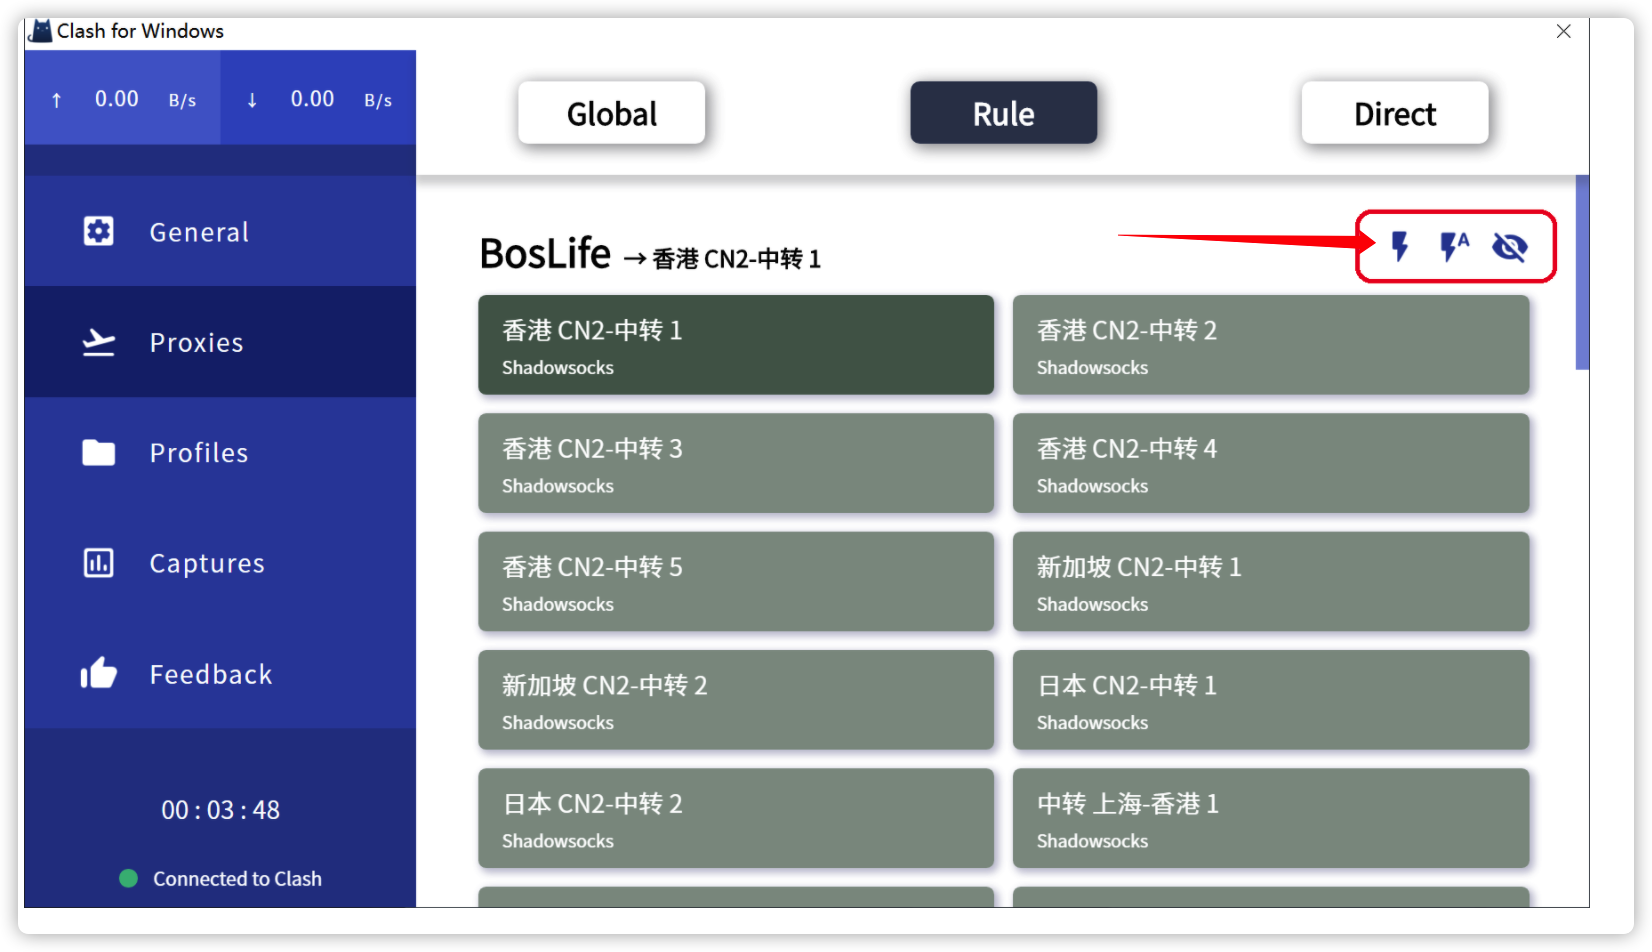 Clash for Windows
↑ 0.00 B/s ↓ 0.00 B/s
Global
Rule
Direct
General
Proxies
Profiles
Captures
Feedback
00 : 03 : 48
Connected to Clash
BosLife → 香港 CN2-中转 1
A
香港 CN2-中转 1
Shadowsocks
香港 CN2-中转 2
Shadowsocks
香港 CN2-中转 3
Shadowsocks
香港 CN2-中转 4
Shadowsocks
香港 CN2-中转 5
Shadowsocks
新加坡 CN2-中转 1
Shadowsocks
新加坡 CN2-中转 2
Shadowsocks
日本 CN2-中转 1
Shadowsocks
日本 CN2-中转 2
Shadowsocks
中转 上海-香港 1
Shadowsocks